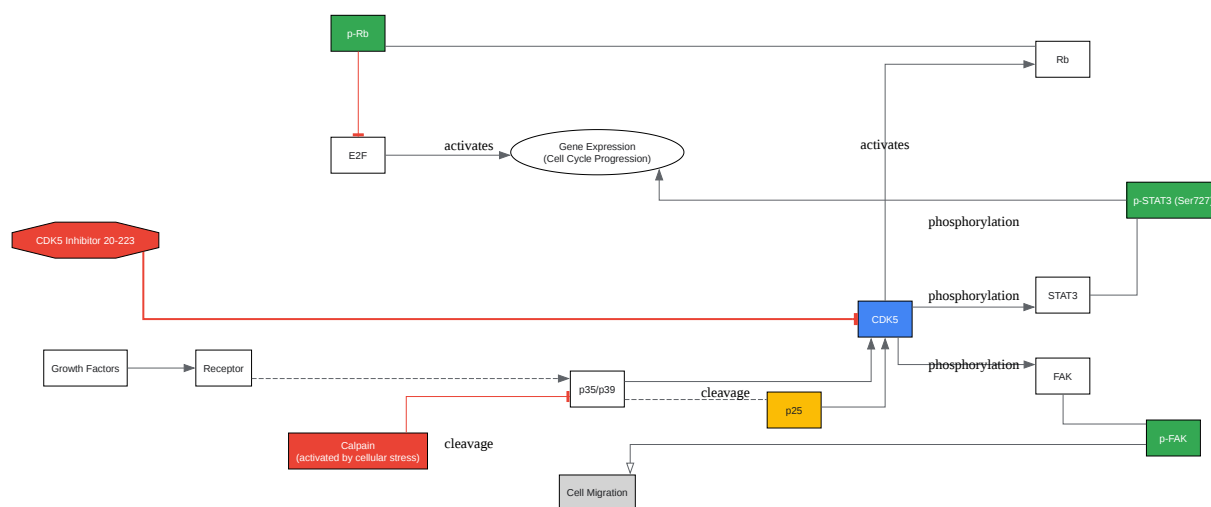 p-Rb
Rb
E2F
activates
Gene Expression
(Cell Cycle Progression)
activates
p-STAT3 (Ser727)
phosphorylation
CDK5 Inhibitor 20-223
phosphorylation
STAT3
CDK5
Growth Factors
Receptor
p35/p39
cleavage
p25
phosphorylation
FAK
Calpain
(activated by cellular stress)
cleavage
p-FAK
Cell Migration